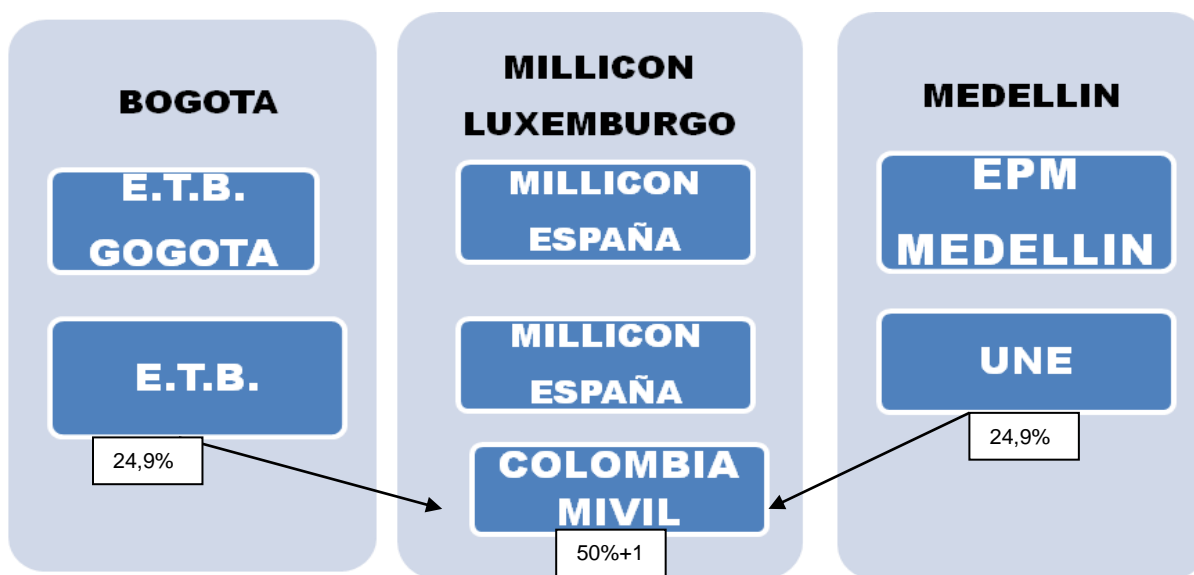 BOGOTA
E.T.B.
GOGOTA
E.T.B.
24,9%
MILLICON
LUXEMBURGO
MILLICON
ESPAÑA
MILLICON
ESPAÑA
COLOMBIA
MIVIL
50%+1
MEDELLIN
EPM
MEDELLIN
UNE
24,9%